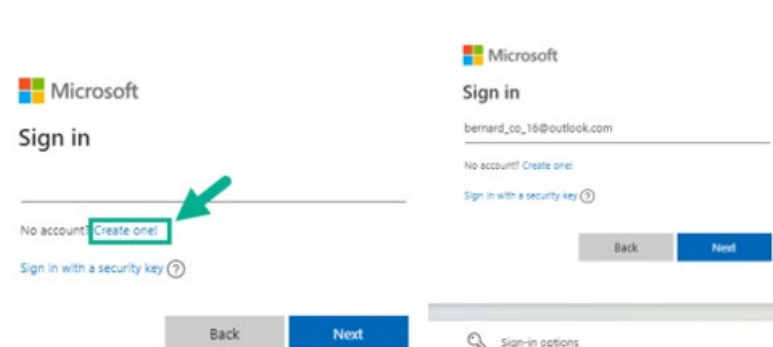 Microsoft
Sign in
No account? Create one!
Sign in with a security key
Back
Next
Microsoft
Sign in
bernard_co_16@outlook.com
No account? Create one!
Sign in with a security key
Back
Next
Sign-in options